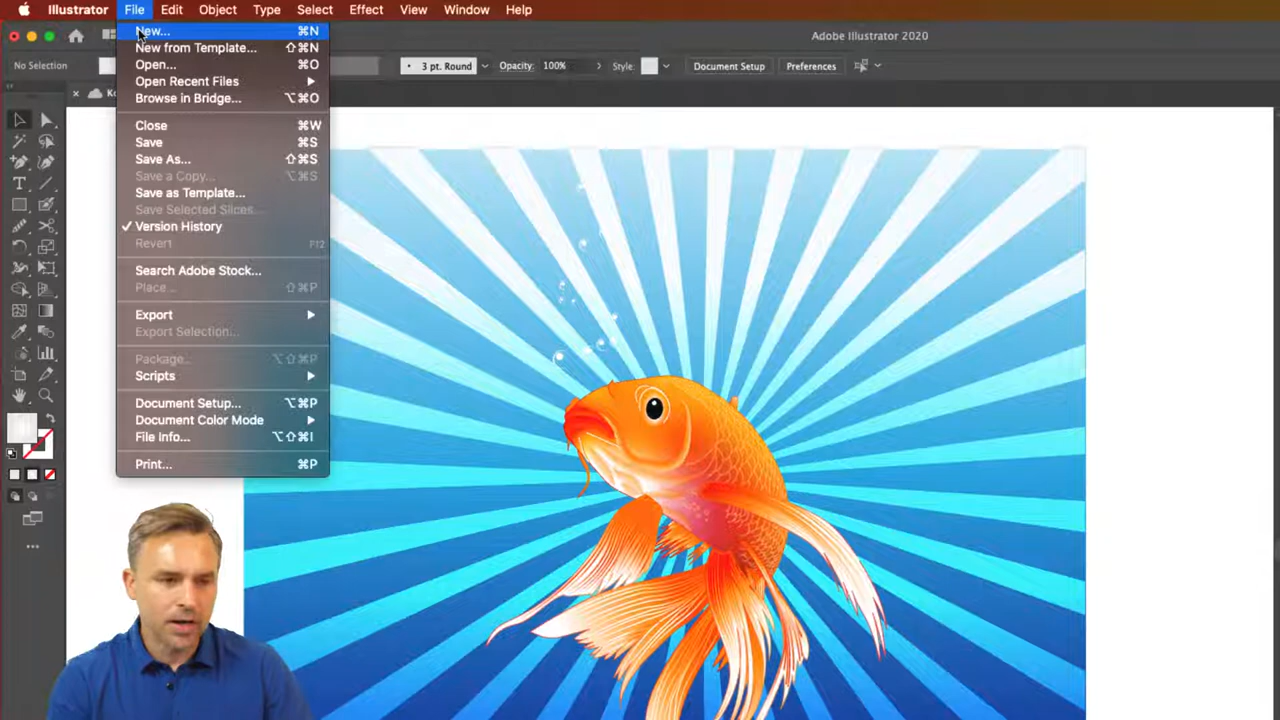 Illustrator File Edit Object Type Select Effect View Window Help
Adobe Illustrator 2020
No Selection 3 pt. Round Opacity: 100% Style: Document Setup Preferences
New... ⌘N
New from Template... ⇧⌘N
Open... ⌘O
Open Recent Files
Browse in Bridge... ⌥⌘O
Close ⌘W
Save ⌘S
Save As... ⇧⌘S
Save a Copy... ⌥⌘S
Save as Template...
Save Selected Slices...
✓ Version History
Revert F12
Search Adobe Stock...
Place... ⇧⌘P
Export
Export Selection...
Package... ⌥⇧⌘P
Scripts
Document Setup... ⌥⌘P
Document Color Mode
File Info... ⌥⇧⌘I
Print... ⌘P